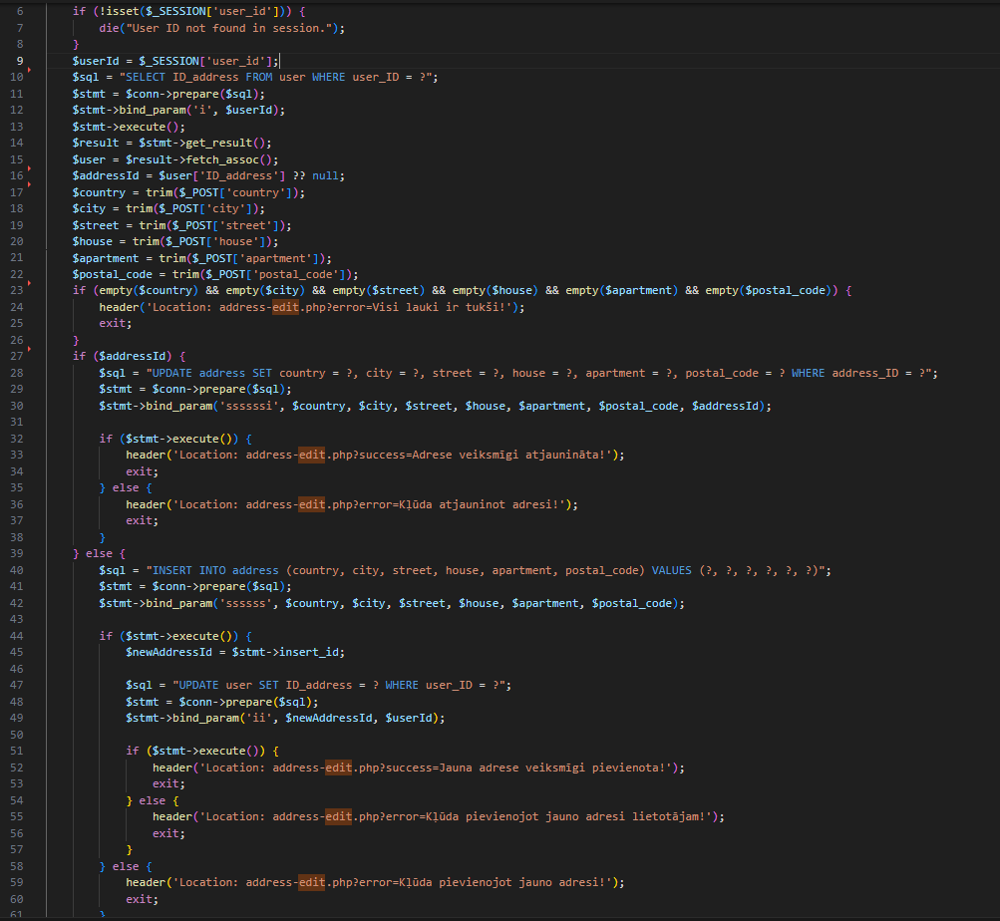 6 if (!isset($_SESSION['user_id'])) {
7 die("User ID not found in session.");
8 }
9 $userId = $_SESSION['user_id'];
10 $sql = "SELECT ID_address FROM user WHERE user_ID = ?";
11 $stmt = $conn->prepare($sql);
12 $stmt->bind_param('i', $userId);
13 $stmt->execute();
14 $result = $stmt->get_result();
15 $user = $result->fetch_assoc();
16 $addressId = $user['ID_address'] ?? null;
17 $country = trim($_POST['country']);
18 $city = trim($_POST['city']);
19 $street = trim($_POST['street']);
20 $house = trim($_POST['house']);
21 $apartment = trim($_POST['apartment']);
22 $postal_code = trim($_POST['postal_code']);
23 if (empty($country) && empty($city) && empty($street) && empty($house) && empty($apartment) && empty($postal_code)) {
24 header('Location: address-edit.php?error=Visi lauki ir tukši!');
25 exit;
26 }
27 if ($addressId) {
28 $sql = "UPDATE address SET country = ?, city = ?, street = ?, house = ?, apartment = ?, postal_code = ? WHERE address_ID = ?";
29 $stmt = $conn->prepare($sql);
30 $stmt->bind_param('ssssssi', $country, $city, $street, $house, $apartment, $postal_code, $addressId);
31
32 if ($stmt->execute()) {
33 header('Location: address-edit.php?success=Adrese veiksmīgi atjaunināta!');
34 exit;
35 } else {
36 header('Location: address-edit.php?error=Kļūda atjauninot adresi!');
37 exit;
38 }
39 } else {
40 $sql = "INSERT INTO address (country, city, street, house, apartment, postal_code) VALUES (?, ?, ?, ?, ?, ?)";
41 $stmt = $conn->prepare($sql);
42 $stmt->bind_param('ssssss', $country, $city, $street, $house, $apartment, $postal_code);
43
44 if ($stmt->execute()) {
45 $newAddressId = $stmt->insert_id;
46
47 $sql = "UPDATE user SET ID_address = ? WHERE user_ID = ?";
48 $stmt = $conn->prepare($sql);
49 $stmt->bind_param('ii', $newAddressId, $userId);
50
51 if ($stmt->execute()) {
52 header('Location: address-edit.php?success=Jauna adrese veiksmīgi pievienota!');
53 exit;
54 } else {
55 header('Location: address-edit.php?error=Kļūda pievienojot jauno adresi lietotājam!');
56 exit;
57 }
58 } else {
59 header('Location: address-edit.php?error=Kļūda pievienojot jauno adresi!');
60 exit;
61 }